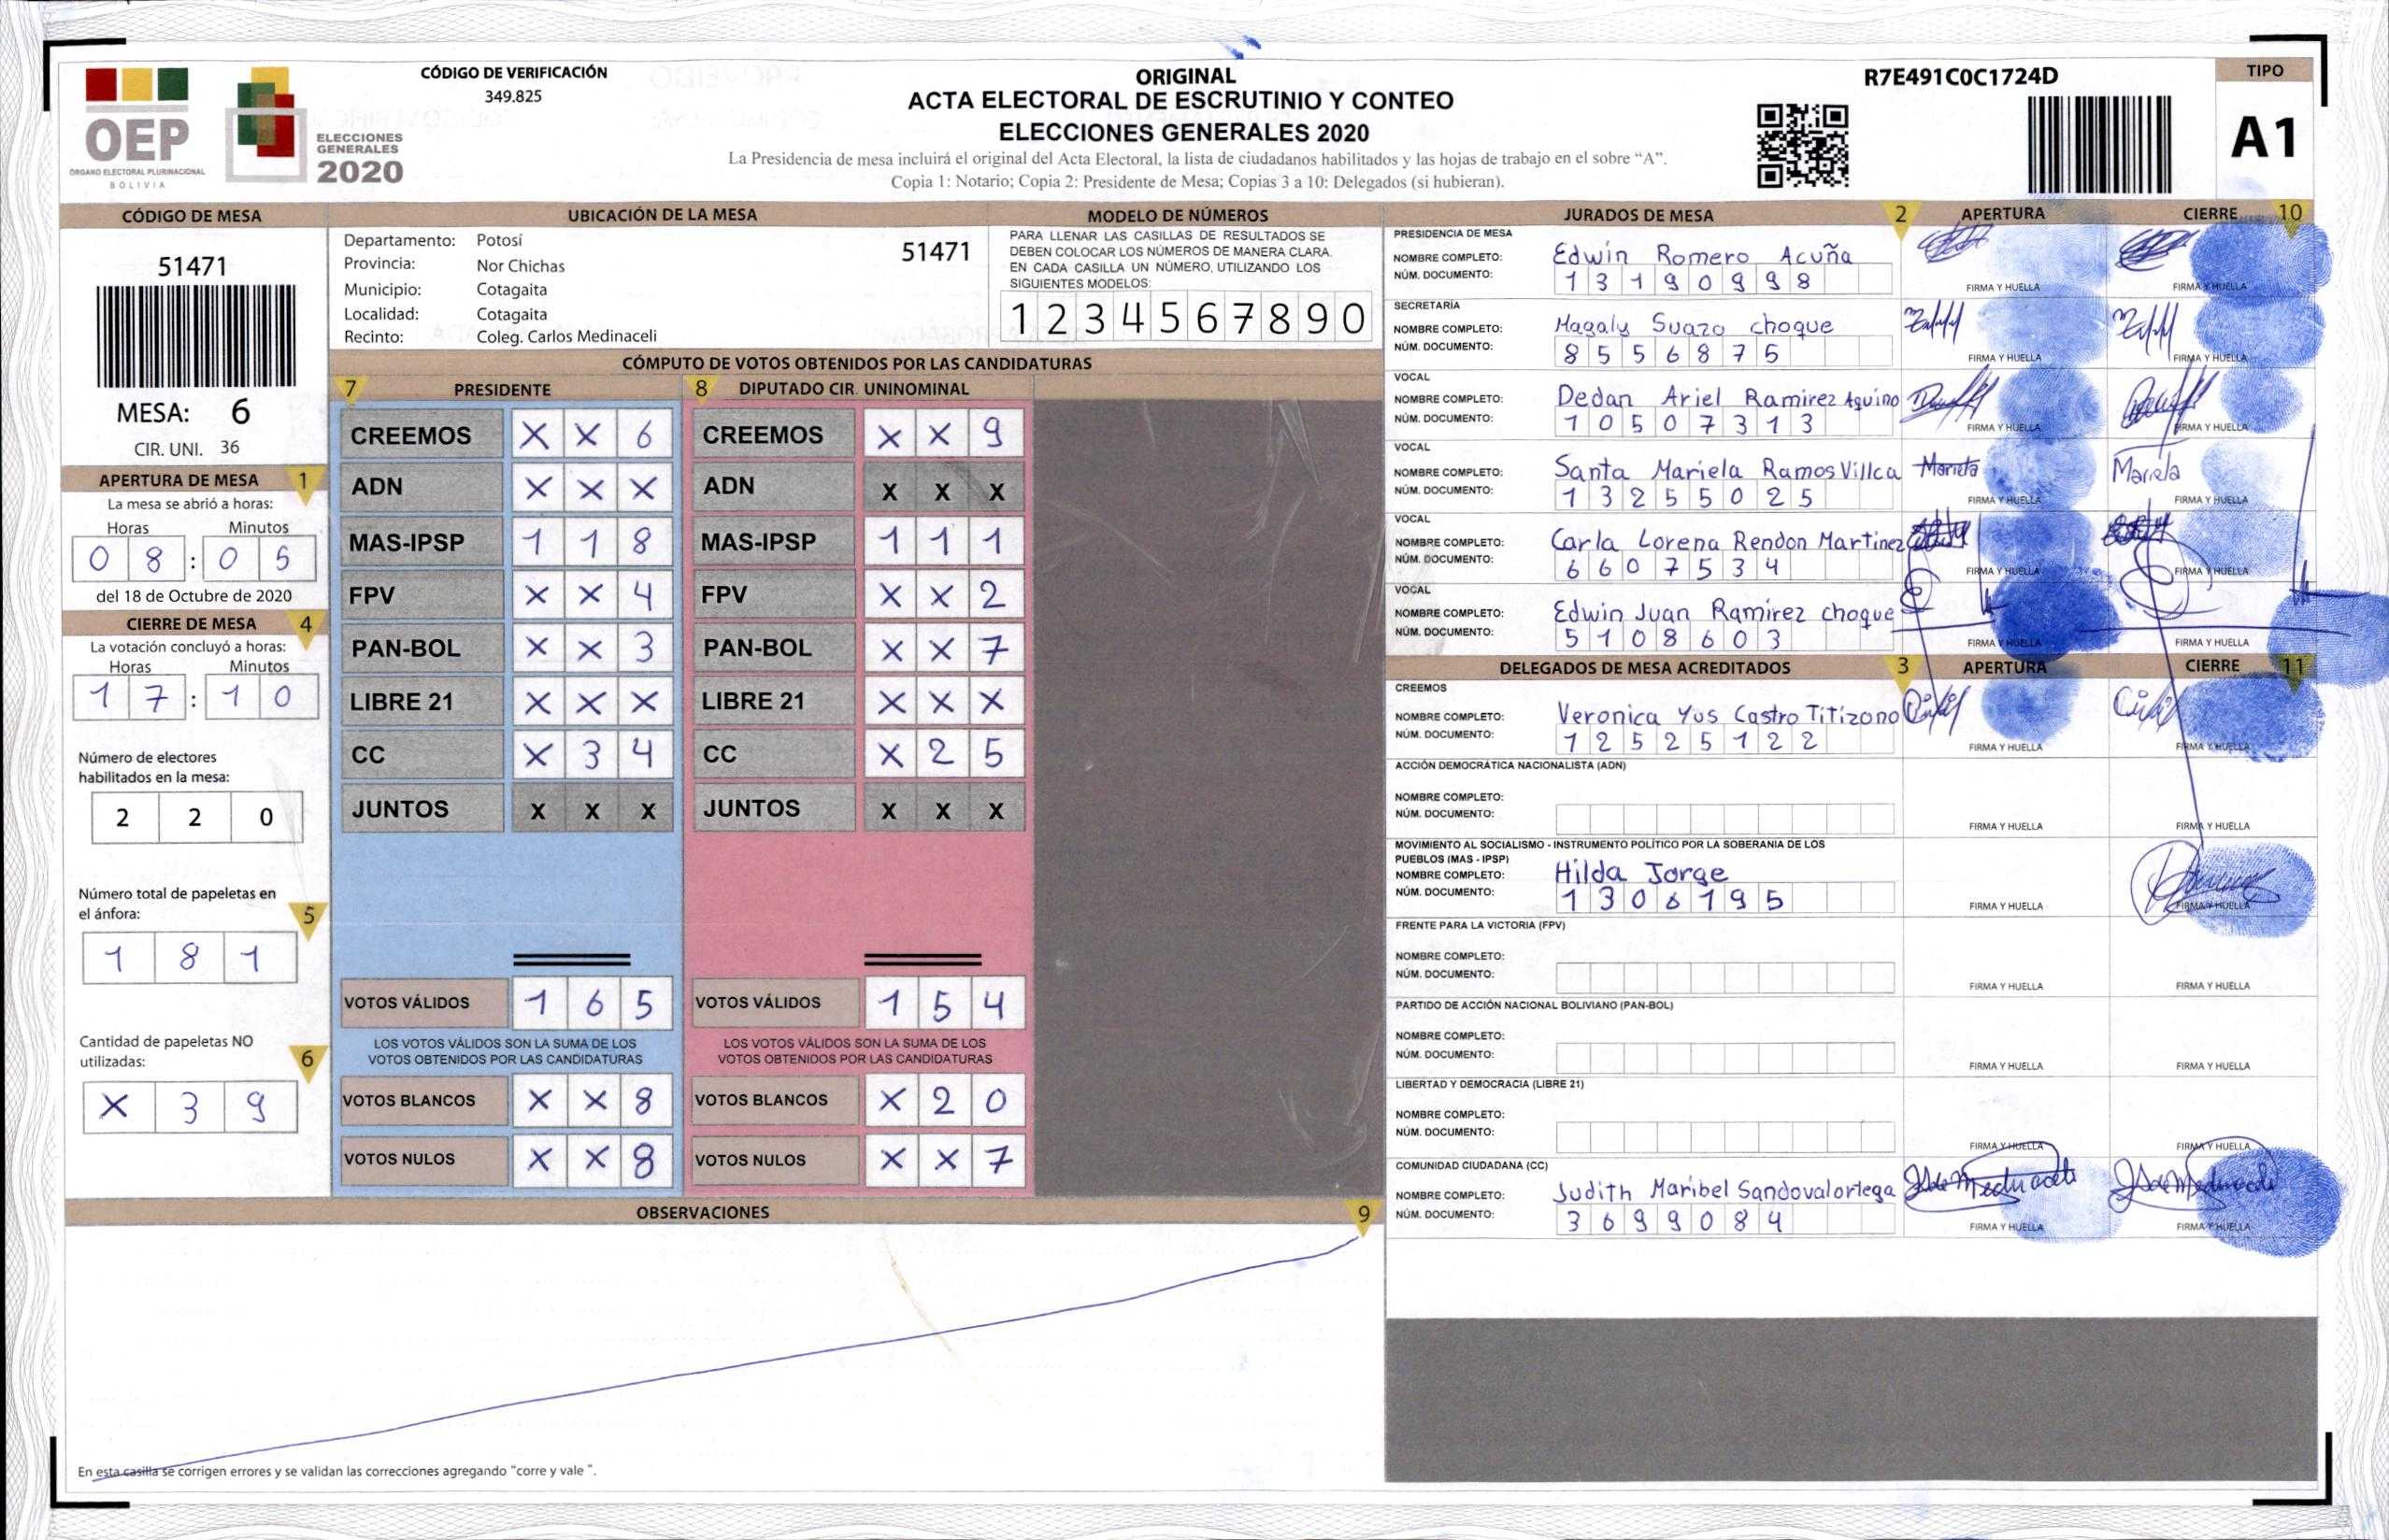 OEP
ÓRGANO ELECTORAL PLURINACIONAL
BOLIVIA
ELECCIONES
GENERALES
2020
CÓDIGO DE VERIFICACIÓN
349.825
ORIGINAL
ACTA ELECTORAL DE ESCRUTINIO Y CONTEO
ELECCIONES GENERALES 2020
La Presidencia de mesa incluirá el original del Acta Electoral, la lista de ciudadanos habilitados y las hojas de trabajo en el sobre “A”.
Copia 1: Notario; Copia 2: Presidente de Mesa; Copias 3 a 10: Delegados (si hubieran).
R7E491C0C1724D
TIPO
A1
CÓDIGO DE MESA
51471
MESA: 6
CIR. UNI. 36
APERTURA DE MESA 1
La mesa se abrió a horas:
Horas Minutos
0 8 : 0 5
del 18 de Octubre de 2020
CIERRE DE MESA 4
La votación concluyó a horas:
Horas Minutos
1 7 : 1 0
Número de electores
habilitados en la mesa:
2 2 0
Número total de papeletas en
el ánfora: 5
1 8 1
Cantidad de papeletas NO
utilizadas: 6
X 3 9
UBICACIÓN DE LA MESA
Departamento: Potosí
51471
Provincia: Nor Chichas
Municipio: Cotagaita
Localidad: Cotagaita
Recinto: Coleg. Carlos Medinaceli
MODELO DE NÚMEROS
PARA LLENAR LAS CASILLAS DE RESULTADOS SE
DEBEN COLOCAR LOS NÚMEROS DE MANERA CLARA.
EN CADA CASILLA UN NÚMERO, UTILIZANDO LOS
SIGUIENTES MODELOS:
1 2 3 4 5 6 7 8 9 0
CÓMPUTO DE VOTOS OBTENIDOS POR LAS CANDIDATURAS
7 PRESIDENTE
CREEMOS X X 6
ADN X X X
MAS-IPSP 1 1 8
FPV X X 4
PAN-BOL X X 3
LIBRE 21 X X X
CC X 3 4
JUNTOS X X X
VOTOS VÁLIDOS 1 6 5
LOS VOTOS VÁLIDOS SON LA SUMA DE LOS
VOTOS OBTENIDOS POR LAS CANDIDATURAS
VOTOS BLANCOS X X 8
VOTOS NULOS X X 8
8 DIPUTADO CIR. UNINOMINAL
CREEMOS X X 9
ADN X X X
MAS-IPSP 1 1 1
FPV X X 2
PAN-BOL X X 7
LIBRE 21 X X X
CC X 2 5
JUNTOS X X X
VOTOS VÁLIDOS 1 5 4
LOS VOTOS VÁLIDOS SON LA SUMA DE LOS
VOTOS OBTENIDOS POR LAS CANDIDATURAS
VOTOS BLANCOS X 2 0
VOTOS NULOS X X 7
OBSERVACIONES 9
En esta casilla se corrigen errores y se validan las correcciones agregando “corre y vale ”.
JURADOS DE MESA 2 APERTURA CIERRE 10
PRESIDENCIA DE MESA
NOMBRE COMPLETO: Edwin Romero Acuña
NÚM. DOCUMENTO: 1 3 1 9 0 9 9 8
FIRMA Y HUELLA FIRMA Y HUELLA
SECRETARÍA
NOMBRE COMPLETO: Magaly Suazo choque
NÚM. DOCUMENTO: 8 5 5 6 8 7 5
FIRMA Y HUELLA FIRMA Y HUELLA
VOCAL
NOMBRE COMPLETO: Dedan Ariel Ramirez Aquino
NÚM. DOCUMENTO: 1 0 5 0 7 3 1 3
FIRMA Y HUELLA FIRMA Y HUELLA
VOCAL
NOMBRE COMPLETO: Santa Mariela Ramos Villca Mariela Mariela
NÚM. DOCUMENTO: 1 3 2 5 5 0 2 5
FIRMA Y HUELLA FIRMA Y HUELLA
VOCAL
NOMBRE COMPLETO: Carla Lorena Rendon Martinez
NÚM. DOCUMENTO: 6 6 0 7 5 3 4
FIRMA Y HUELLA FIRMA Y HUELLA
VOCAL
NOMBRE COMPLETO: Edwin Juan Ramirez choque
NÚM. DOCUMENTO: 5 1 0 8 6 0 3
FIRMA Y HUELLA FIRMA Y HUELLA
DELEGADOS DE MESA ACREDITADOS 3 APERTURA CIERRE 11
CREEMOS
NOMBRE COMPLETO: Veronica Yus Castro Titizono
NÚM. DOCUMENTO: 1 2 5 2 5 1 2 2
FIRMA Y HUELLA FIRMA Y HUELLA
ACCIÓN DEMOCRÁTICA NACIONALISTA (ADN)
NOMBRE COMPLETO:
NÚM. DOCUMENTO:
FIRMA Y HUELLA FIRMA Y HUELLA
MOVIMIENTO AL SOCIALISMO - INSTRUMENTO POLÍTICO POR LA SOBERANIA DE LOS
PUEBLOS (MAS - IPSP)
NOMBRE COMPLETO: Hilda Jorge
NÚM. DOCUMENTO: 1 3 0 6 1 9 5
FIRMA Y HUELLA FIRMA Y HUELLA
FRENTE PARA LA VICTORIA (FPV)
NOMBRE COMPLETO:
NÚM. DOCUMENTO:
FIRMA Y HUELLA FIRMA Y HUELLA
PARTIDO DE ACCIÓN NACIONAL BOLIVIANO (PAN-BOL)
NOMBRE COMPLETO:
NÚM. DOCUMENTO:
FIRMA Y HUELLA FIRMA Y HUELLA
LIBERTAD Y DEMOCRACIA (LIBRE 21)
NOMBRE COMPLETO:
NÚM. DOCUMENTO:
FIRMA Y HUELLA FIRMA Y HUELLA
COMUNIDAD CIUDADANA (CC)
NOMBRE COMPLETO: Judith Maribel Sandoval ortega
NÚM. DOCUMENTO: 3 6 9 9 0 8 4
FIRMA Y HUELLA FIRMA Y HUELLA